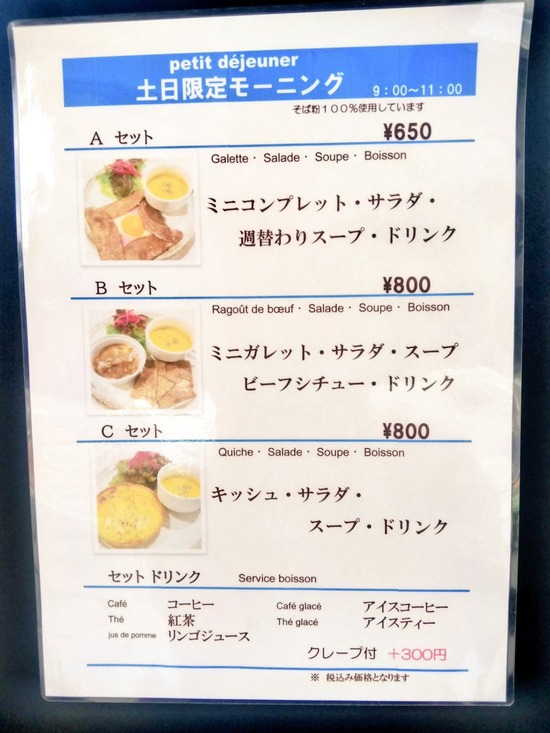 petit déjeuner
土日限定モーニング 9：00～11：00
そば粉１００％使用しています
A セット ¥650
Galette・ Salade・ Soupe・ Boisson
ミニコンプレット・サラダ・
週替わりスープ・ドリンク
B セット ¥800
Ragoût de bœuf・ Salade・ Soupe・ Boisson
ミニガレット・サラダ・スープ
ビーフシチュー・ドリンク
C セット ¥800
Quiche・ Salade・ Soupe・ Boisson
キッシュ・サラダ・
スープ・ドリンク
セット ドリンク Service boisson
Café コーヒー Café glacé アイスコーヒー
Thé 紅茶 Thé glacé アイスティー
jus de pomme リンゴジュース
クレープ付 +300円
※ 税込み価格となります